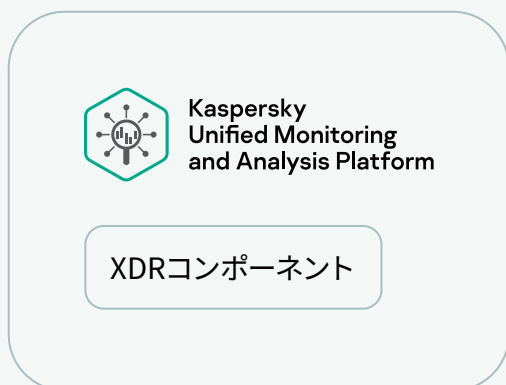 Kaspersky
Unified Monitoring
and Analysis Platform
XDRコンポーネント